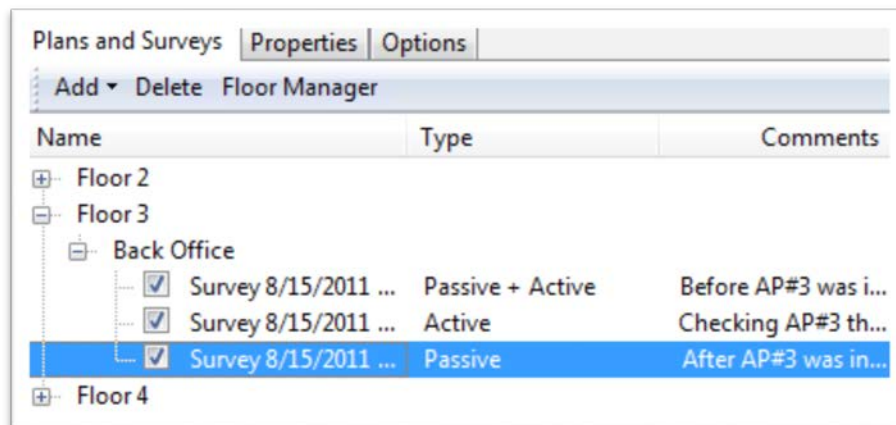 Plans and Surveys Properties Options
Add Delete Floor Manager
Name Type Comments
Floor 2
Floor 3
Back Office
Survey 8/15/2011 ... Passive + Active Before AP#3 was i...
Survey 8/15/2011 ... Active Checking AP#3 th...
Survey 8/15/2011 ... Passive After AP#3 was in...
Floor 4